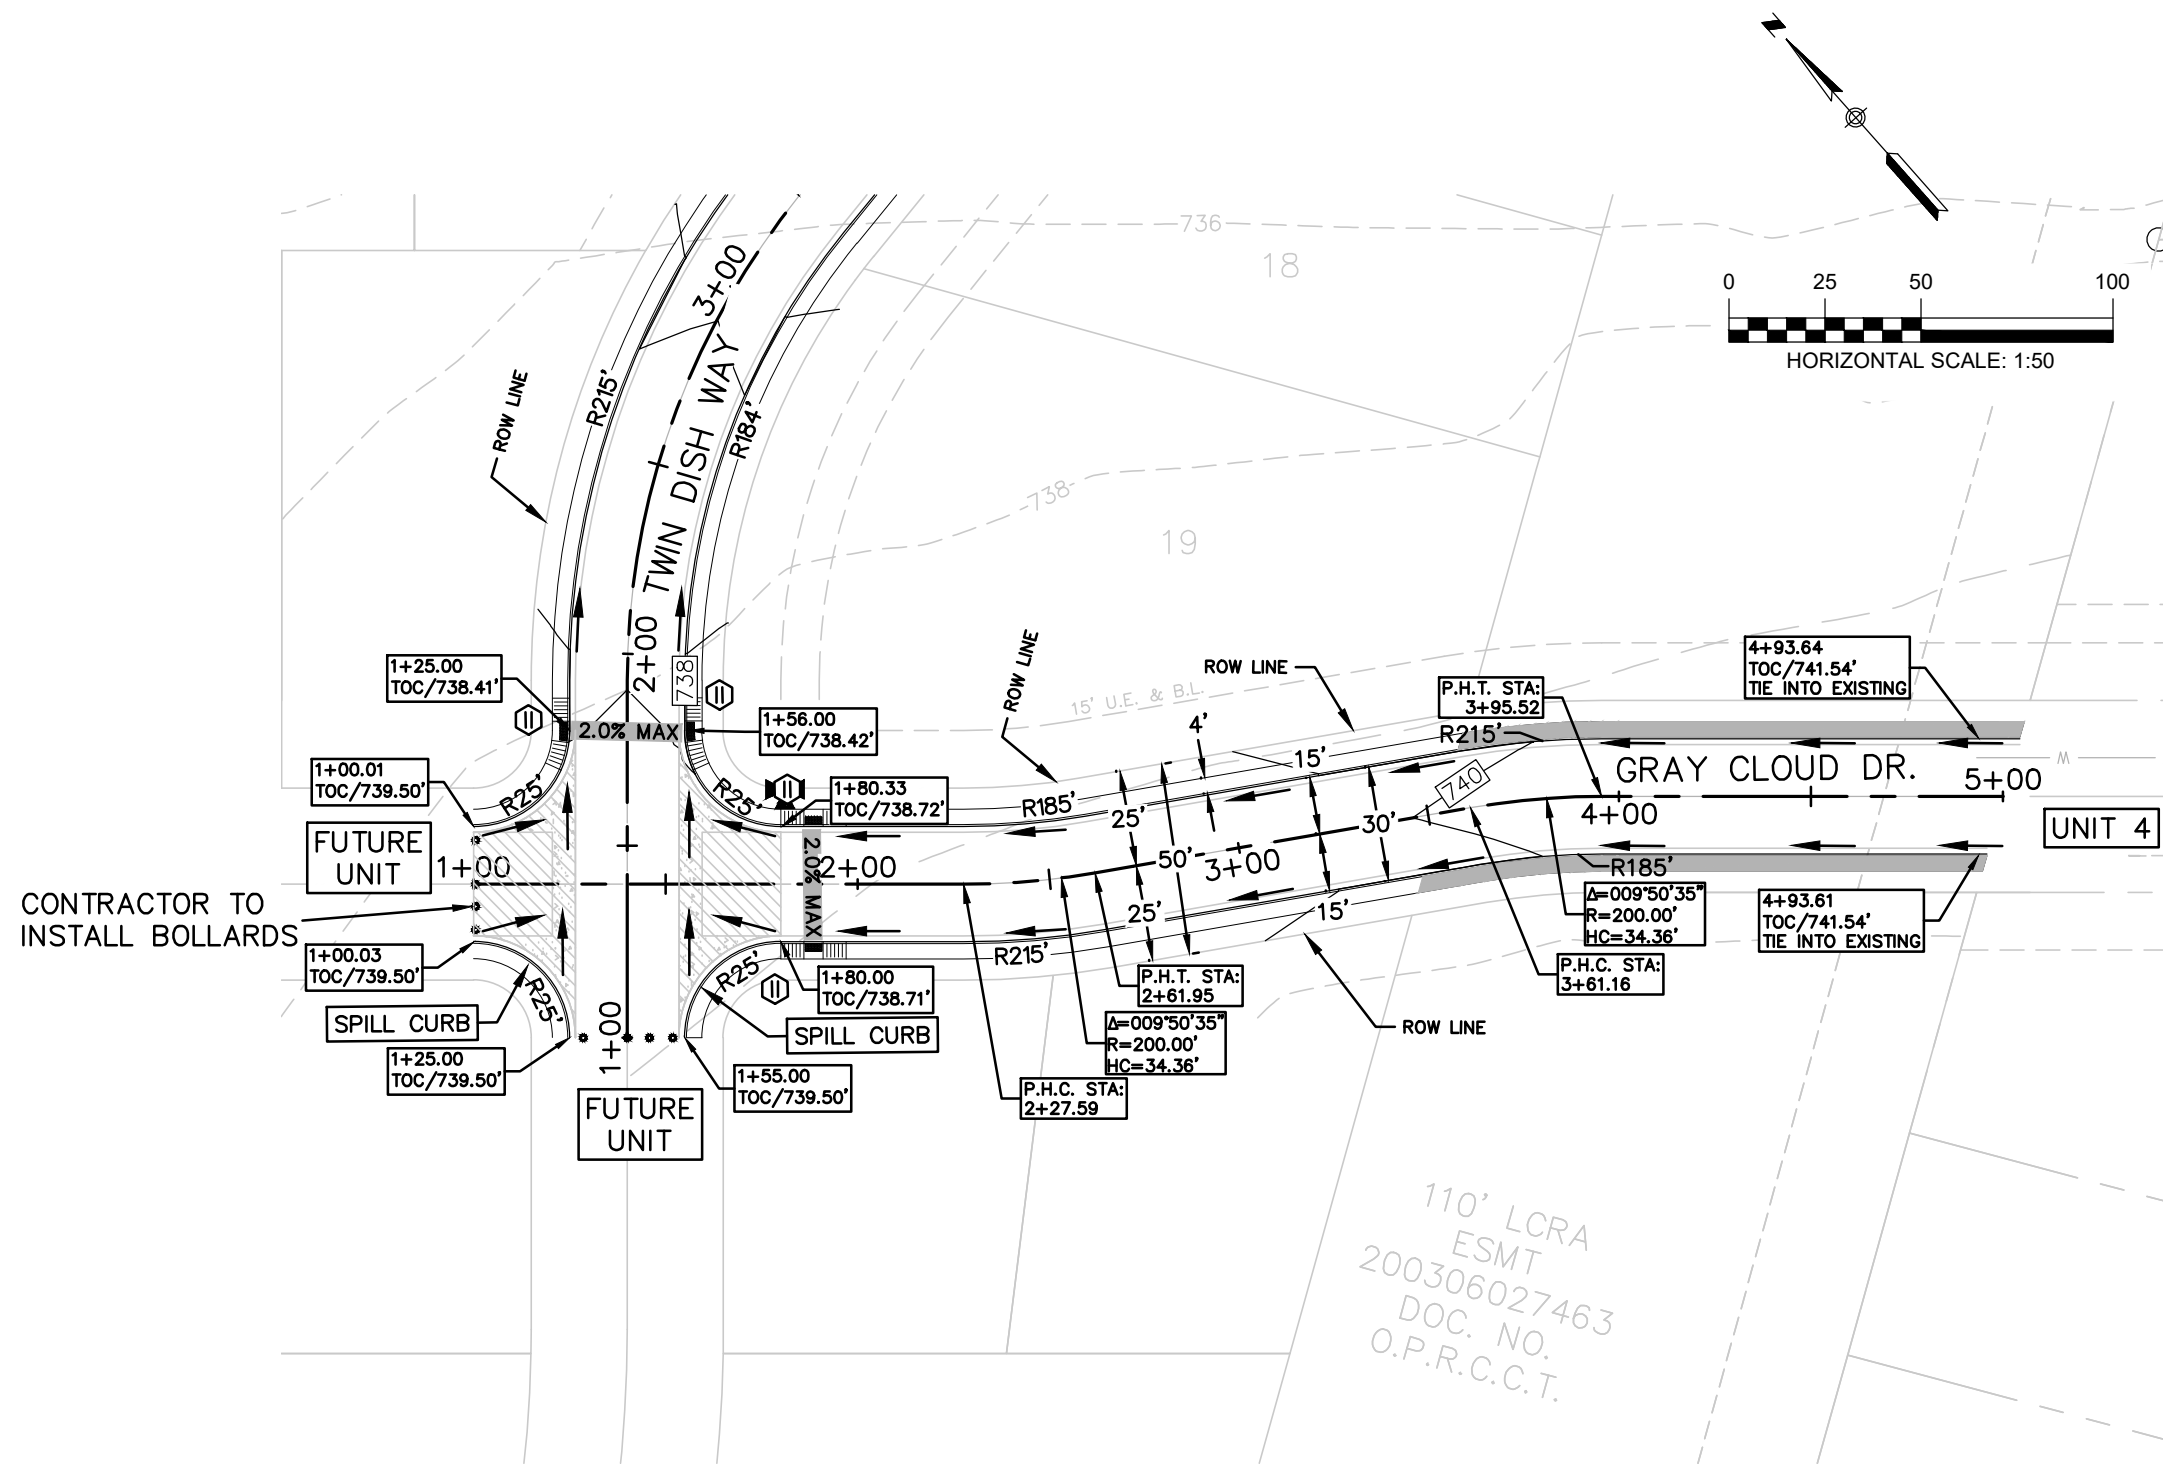 N
736
18
0 25 50 100
HORIZONTAL SCALE: 1:50
3+00
ROW LINE
R215'
TWIN DISH WAY
R184'
738
19
2+00
738
1+25.00
TOC/738.41'
2.0% MAX
1+56.00
TOC/738.42'
ROW LINE
15' U.E. & B.L.
ROW LINE
4'
P.H.T. STA:
3+95.52
4+93.64
TOC/741.54'
TIE INTO EXISTING
1+00.01
TOC/739.50'
R25'
R25'
1+80.33
TOC/738.72'
R185'
25'
15'
R215'
740
GRAY CLOUD DR.
5+00
W
FUTURE
UNIT
1+00
2.0% MAX
2+00
50'
3+00
30'
4+00
UNIT 4
CONTRACTOR TO
INSTALL BOLLARDS
R185'
Δ=009°50'35"
R=200.00'
HC=34.36'
4+93.61
TOC/741.54'
TIE INTO EXISTING
25'
15'
1+00.03
TOC/739.50'
R25'
R25'
1+80.00
TOC/738.71'
R215'
P.H.T. STA:
2+61.95
P.H.C. STA:
3+61.16
SPILL CURB
1+00
SPILL CURB
Δ=009°50'35"
R=200.00'
HC=34.36'
ROW LINE
1+25.00
TOC/739.50'
1+55.00
TOC/739.50'
P.H.C. STA:
2+27.59
FUTURE
UNIT
110' LCRA
ESMT
200306027463
DOC. NO.
O.P.R.C.C.T.